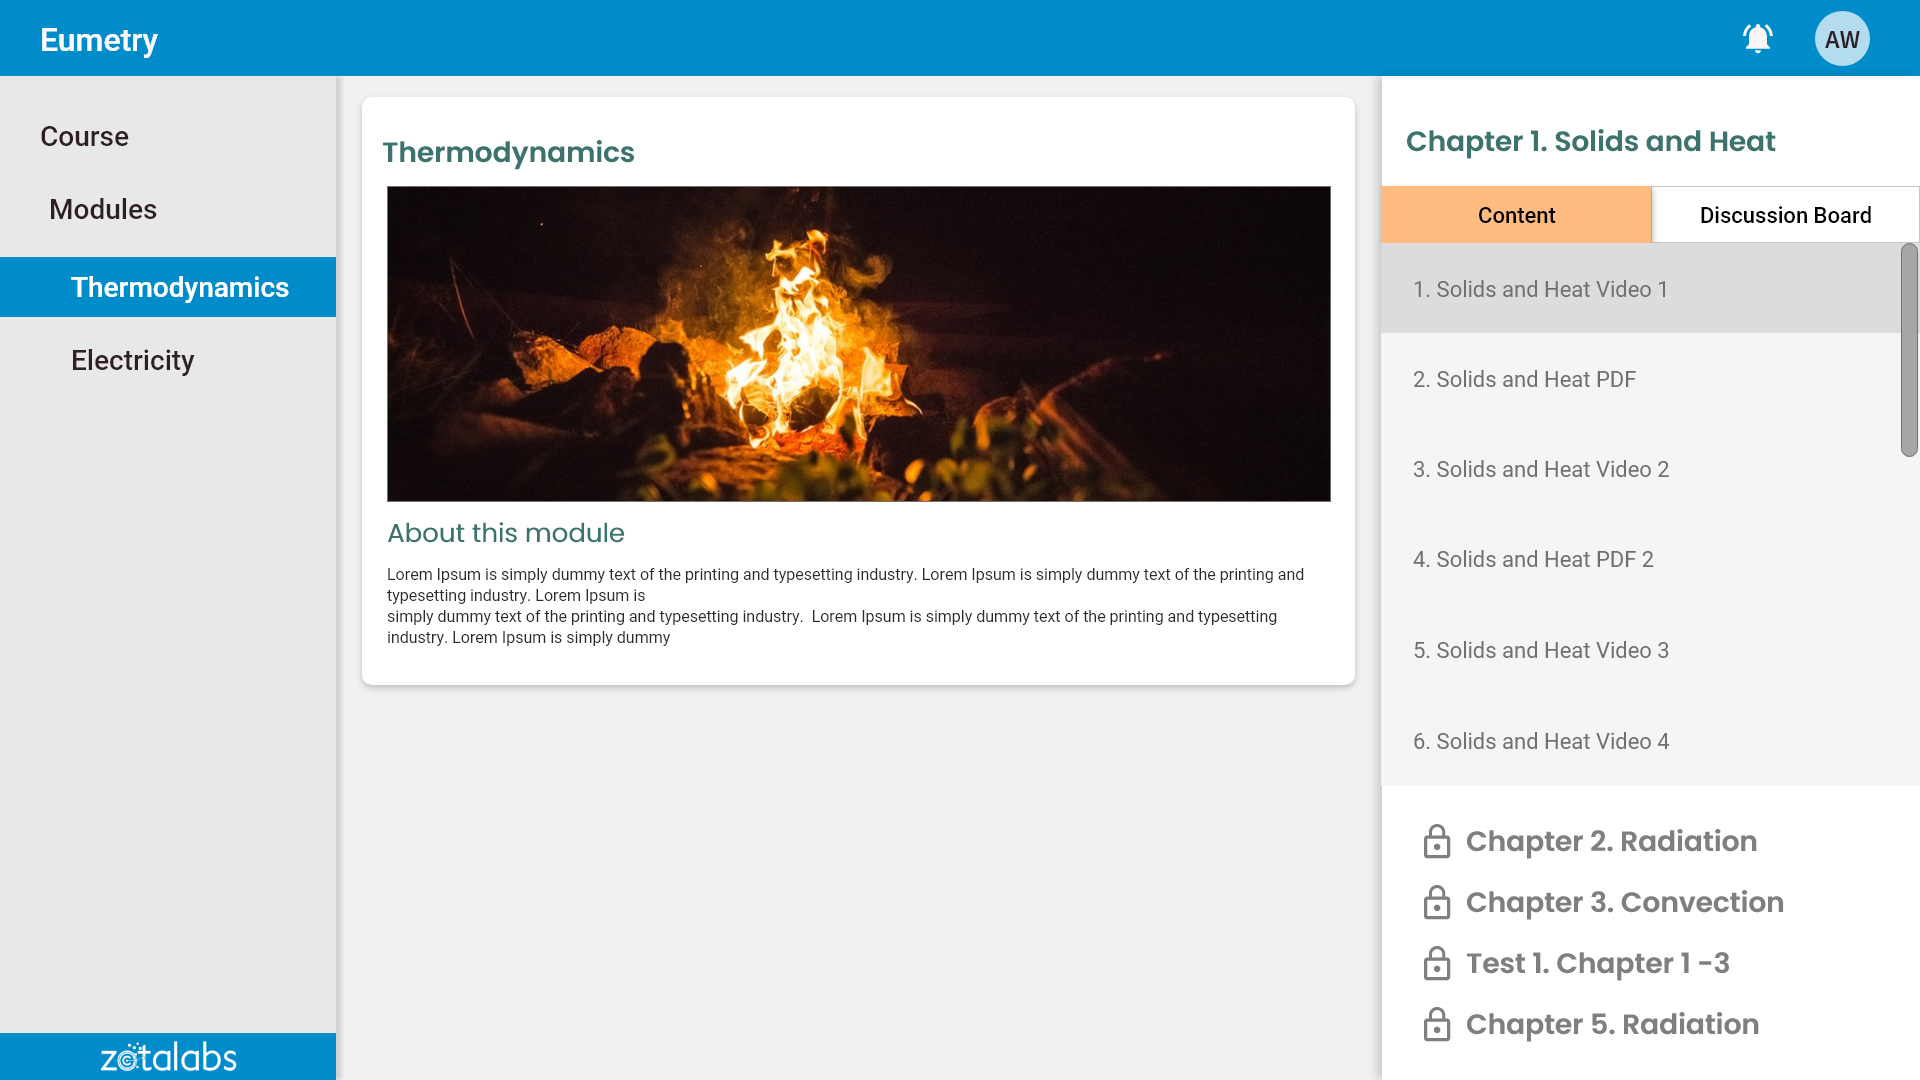 Eumetry
AW
Course
Modules
Thermodynamics
Electricity
zotalabs
Thermodynamics
About this module
Lorem Ipsum is simply dummy text of the printing and typesetting industry. Lorem Ipsum is simply dummy text of the printing and
typesetting industry. Lorem Ipsum is
simply dummy text of the printing and typesetting industry.  Lorem Ipsum is simply dummy text of the printing and typesetting
industry. Lorem Ipsum is simply dummy
Chapter 1. Solids and Heat
Content
Discussion Board
1. Solids and Heat Video 1
2. Solids and Heat PDF
3. Solids and Heat Video 2
4. Solids and Heat PDF 2
5. Solids and Heat Video 3
6. Solids and Heat Video 4
Chapter 2. Radiation
Chapter 3. Convection
Test 1. Chapter 1 -3
Chapter 5. Radiation